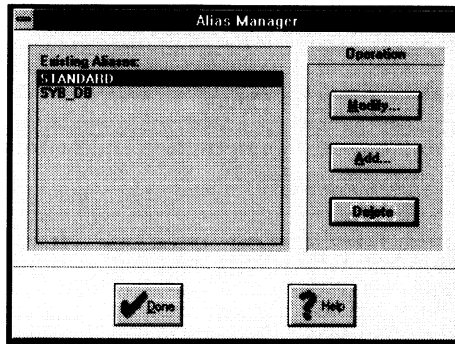 Alias Manager
Existing Aliases:
STANDARD
SYB_DB
Operation
Modify...
Add...
Delete
Done
Help